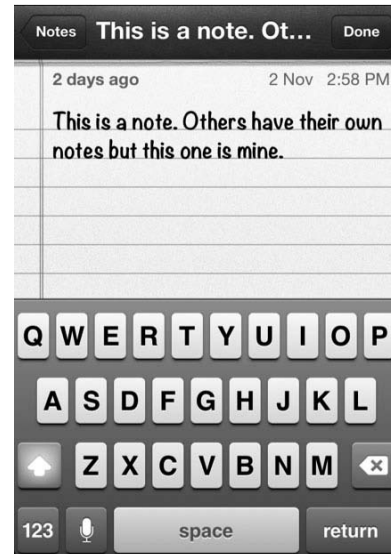 Notes
This is a note. Ot...
Done
2 days ago 2 Nov 2:58 PM
This is a note. Others have their own
notes but this one is mine.
Q W E R T Y U I O P
A S D F G H J K L
Z X C V B N M
123 space return